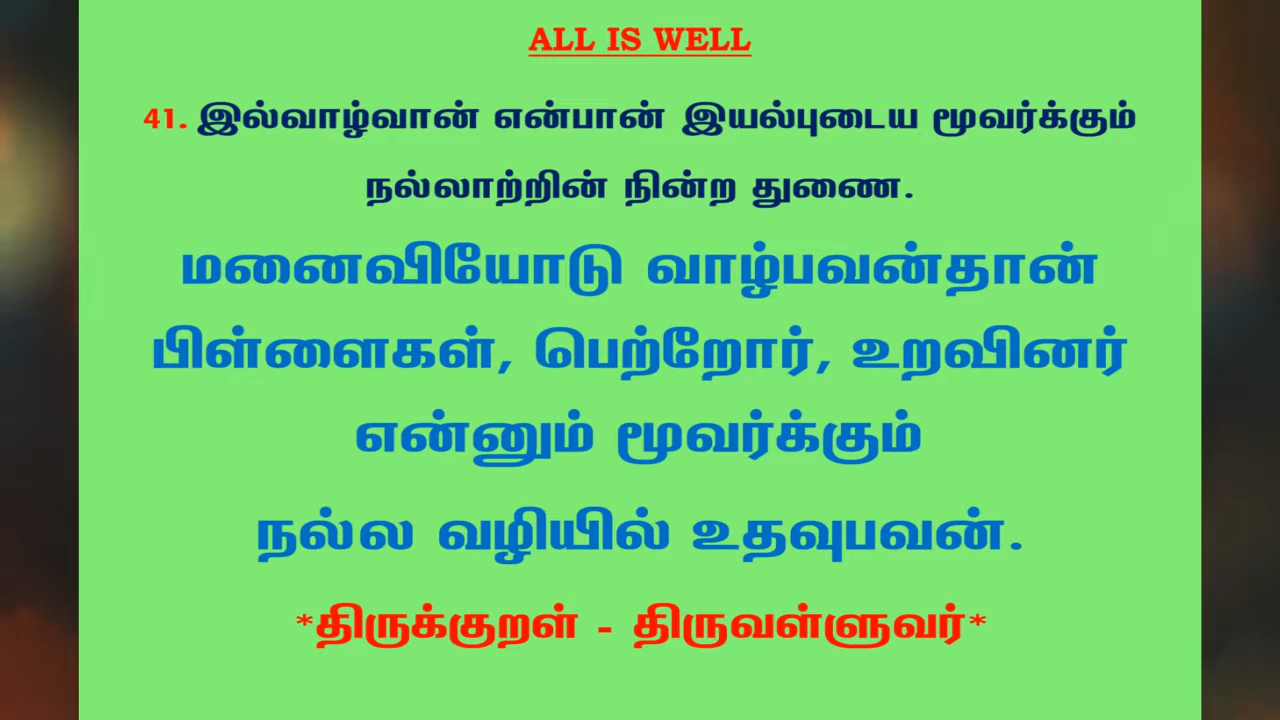 ALL IS WELL
41. இல்வாழ்வான் என்பான் இயல்புடைய மூவர்க்கும்
நல்லாற்றின் நின்ற துணை.
மனைவியோடு வாழ்பவன்தான்
பிள்ளைகள், பெற்றோர், உறவினர்
என்னும் மூவர்க்கும்
நல்ல வழியில் உதவுபவன்.
*திருக்குறள் - திருவள்ளுவர்*